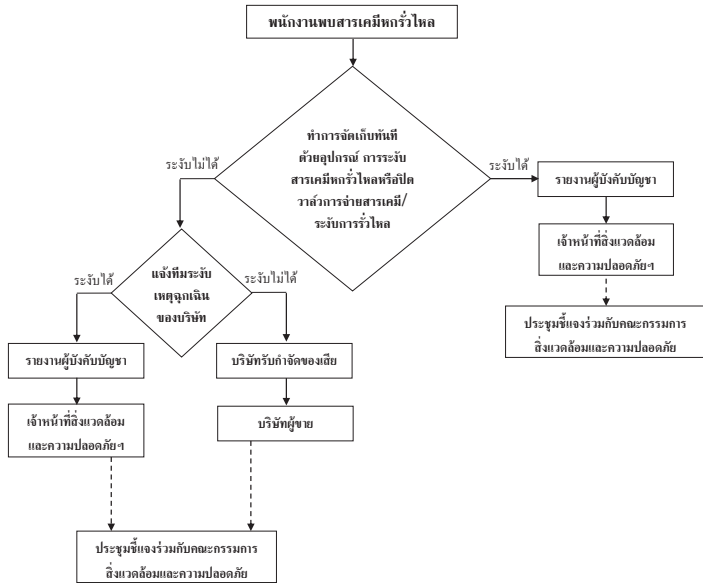 พนักงานพบสารเคมีหกรั่วไหล
ทำการจัดเก็บทันที
ด้วยอุปกรณ์ การระงับ
สารเคมีหกรั่วไหลหรือปิด
วาล์วการจ่ายสารเคมี/
ระงับการรั่วไหล
ระงับไม่ได้
ระงับได้
รายงานผู้บังคับบัญชา
เจ้าหน้าที่สิ่งแวดล้อม
และความปลอดภัยฯ
ประชุมชี้แจงร่วมกับคณะกรรมการ
สิ่งแวดล้อมและความปลอดภัย
แจ้งทีมระงับ
เหตุฉุกเฉิน
ของบริษัท
ระงับได้
ระงับไม่ได้
รายงานผู้บังคับบัญชา
เจ้าหน้าที่สิ่งแวดล้อม
และความปลอดภัยฯ
บริษัทรับกำจัดของเสีย
บริษัทผู้ขาย
ประชุมชี้แจงร่วมกับคณะกรรมการ
สิ่งแวดล้อมและความปลอดภัย